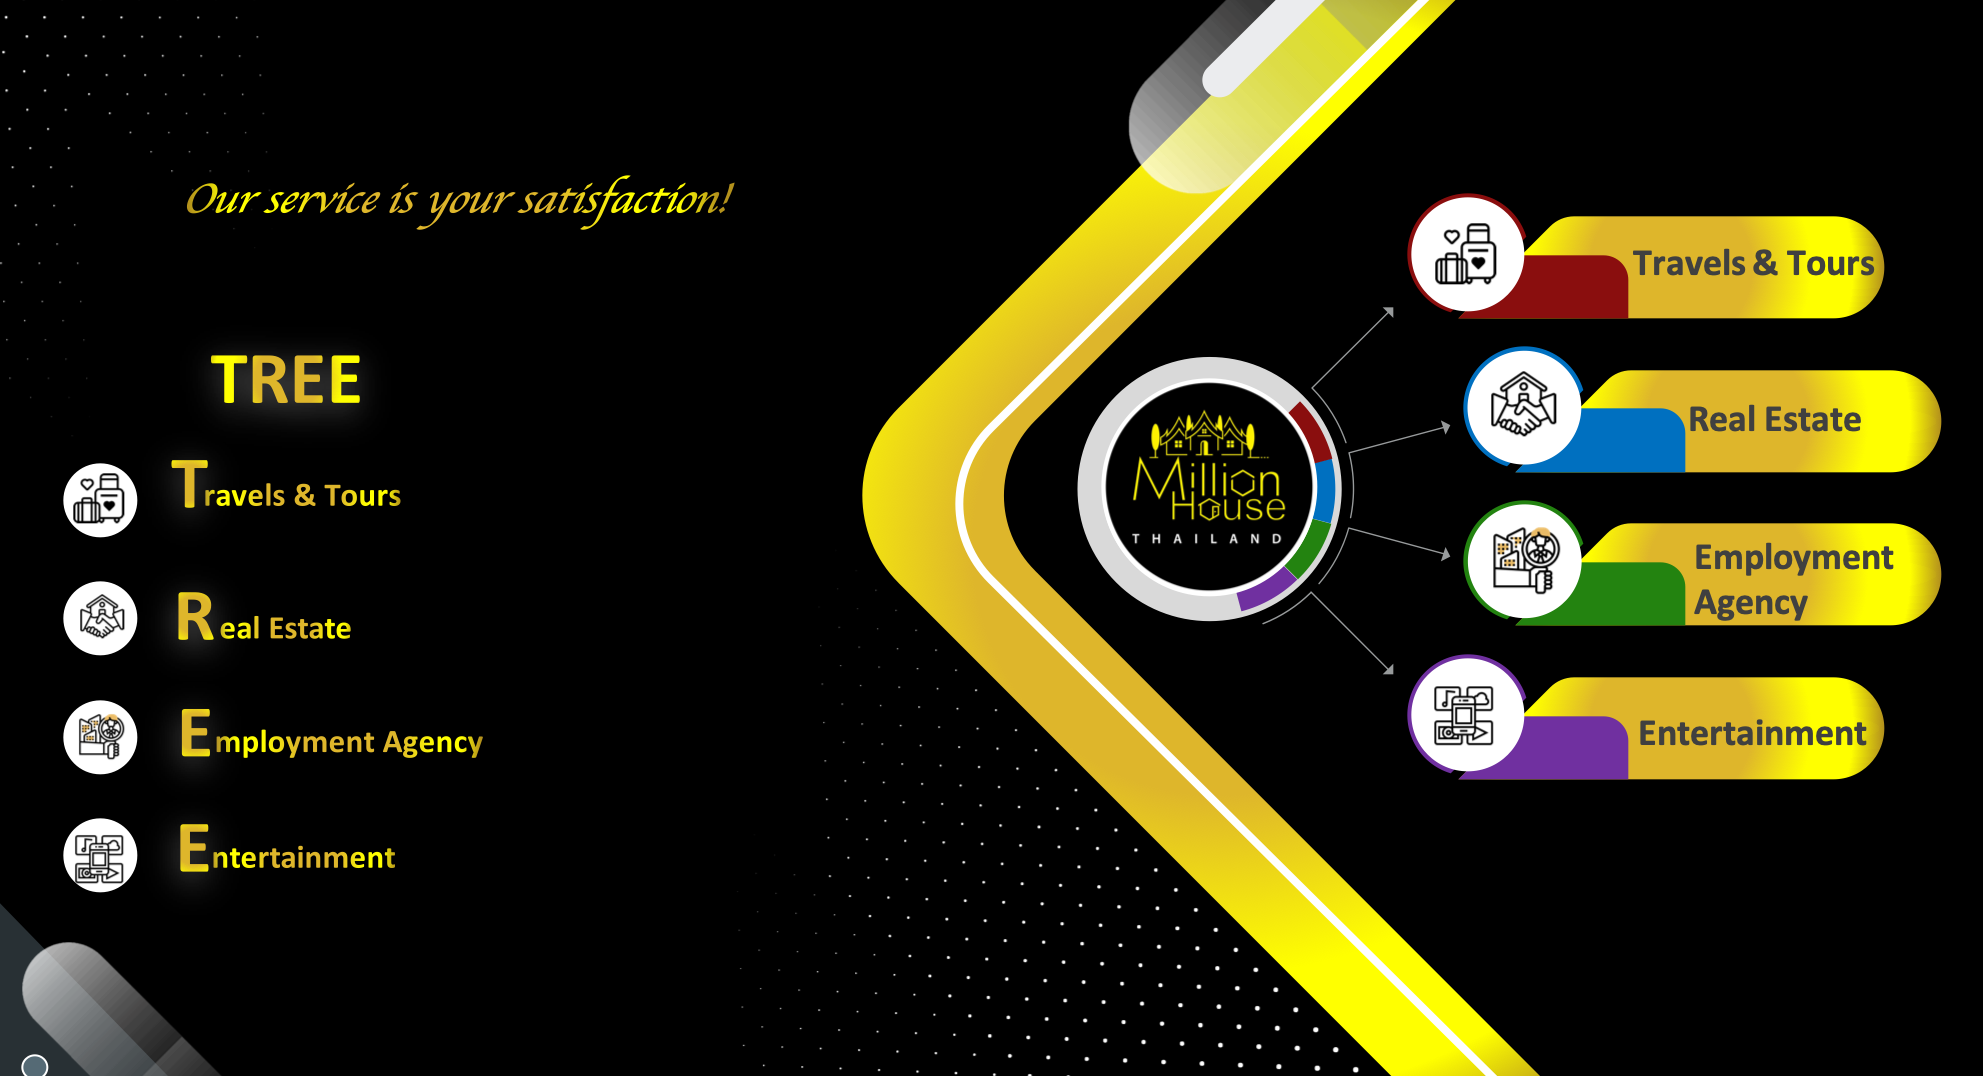 Our service is your satisfaction!
TREE
Travels & Tours
Real Estate
Employment Agency
Entertainment
Million
House
THAILAND
Travels & Tours
Real Estate
Employment
Agency
Entertainment